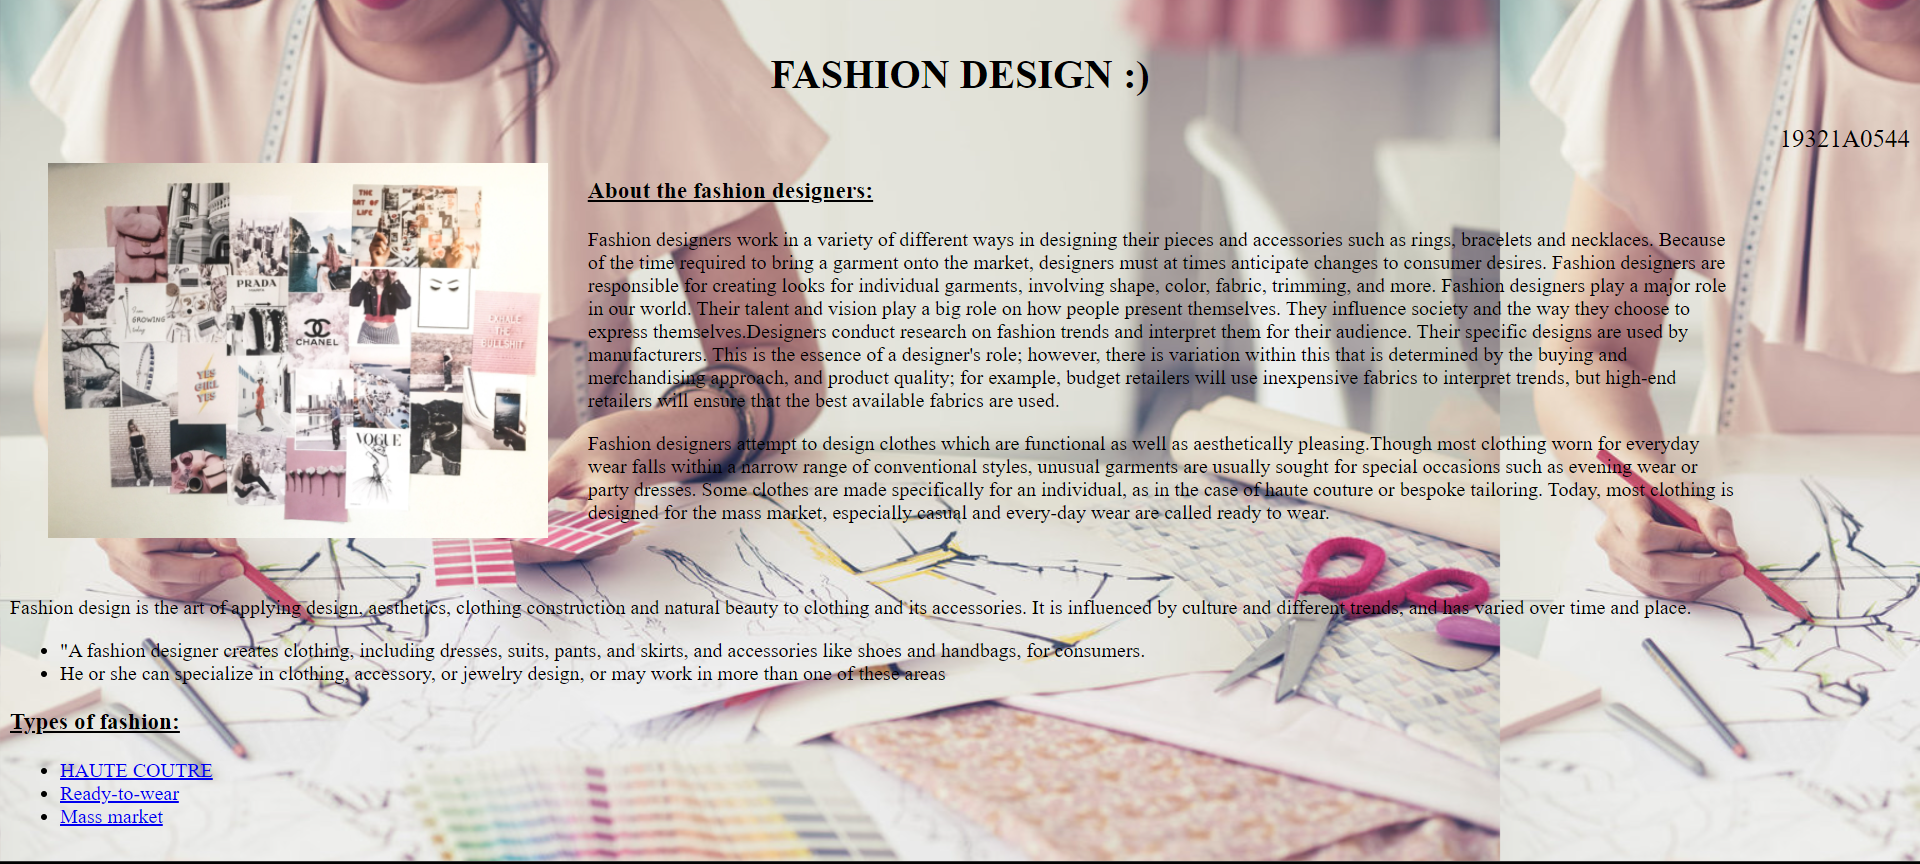 FASHION DESIGN :)
19321A0544
THE
ART OF
LIFE
PRADA
I am
GROWING
today
CHANEL
EXHALE
THE
BULLSHIT
YES
GIRL
YES
VOGUE
About the fashion designers:
Fashion designers work in a variety of different ways in designing their pieces and accessories such as rings, bracelets and necklaces. Because
of the time required to bring a garment onto the market, designers must at times anticipate changes to consumer desires. Fashion designers are
responsible for creating looks for individual garments, involving shape, color, fabric, trimming, and more. Fashion designers play a major role
in our world. Their talent and vision play a big role on how people present themselves. They influence society and the way they choose to
express themselves.Designers conduct research on fashion trends and interpret them for their audience. Their specific designs are used by
manufacturers. This is the essence of a designer's role; however, there is variation within this that is determined by the buying and
merchandising approach, and product quality; for example, budget retailers will use inexpensive fabrics to interpret trends, but high-end
retailers will ensure that the best available fabrics are used.
Fashion designers attempt to design clothes which are functional as well as aesthetically pleasing.Though most clothing worn for everyday
wear falls within a narrow range of conventional styles, unusual garments are usually sought for special occasions such as evening wear or
party dresses. Some clothes are made specifically for an individual, as in the case of haute couture or bespoke tailoring. Today, most clothing is
designed for the mass market, especially casual and every-day wear are called ready to wear.
Fashion design is the art of applying design, aesthetics, clothing construction and natural beauty to clothing and its accessories. It is influenced by culture and different trends, and has varied over time and place.
• "A fashion designer creates clothing, including dresses, suits, pants, and skirts, and accessories like shoes and handbags, for consumers.
• He or she can specialize in clothing, accessory, or jewelry design, or may work in more than one of these areas
Types of fashion:
• HAUTE COUTRE
• Ready-to-wear
• Mass market